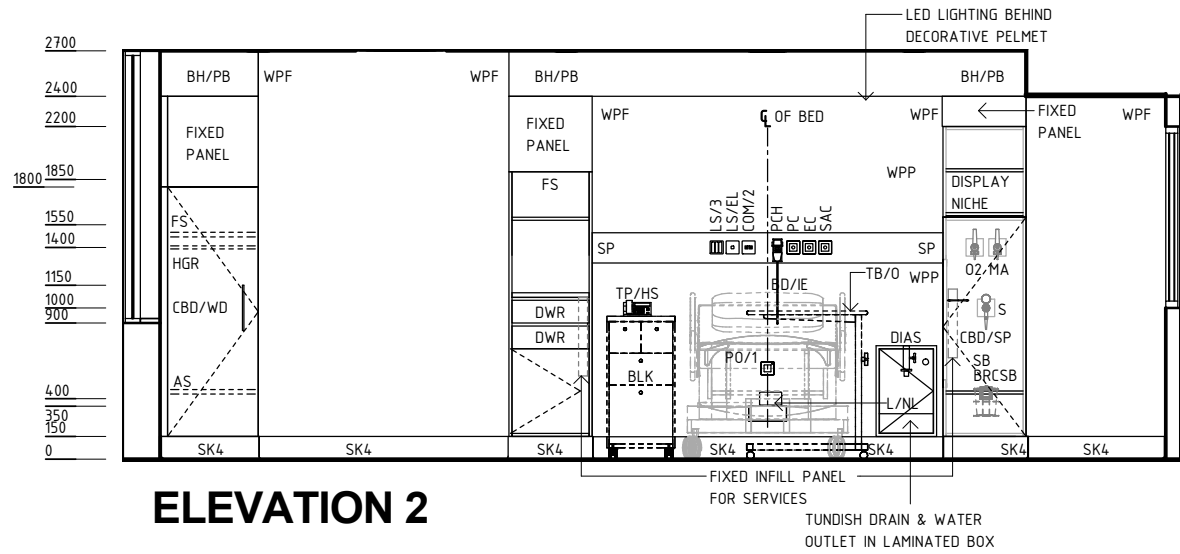 LED LIGHTING BEHIND
DECORATIVE PELMET
2700
BH/PB
WPF
WPF
BH/PB
BH/PB
2400
FIXED
PANEL
WPF
WPF
FIXED
PANEL
WPF
℄ OF BED
2200
FIXED
PANEL
1850
1800
FS
WPP
DISPLAY
NICHE
1550
FS
LS/3
LS/EL
COM/2
PCH
PC
EC
SAC
1400
SP
SP
HGR
O2
MA
1150
TP/HS
BD/IE
TB/O
WPP
1000
CBD/WD
DWR
S
900
DWR
DIAS
CBD/SP
PO/1
SB
BLK
BRCSB
AS
400
L/NL
350
150
0
SK4
SK4
SK4
SK4
SK4
SK4
SK4
FIXED INFILL PANEL
FOR SERVICES
ELEVATION 2
TUNDISH DRAIN & WATER
OUTLET IN LAMINATED BOX